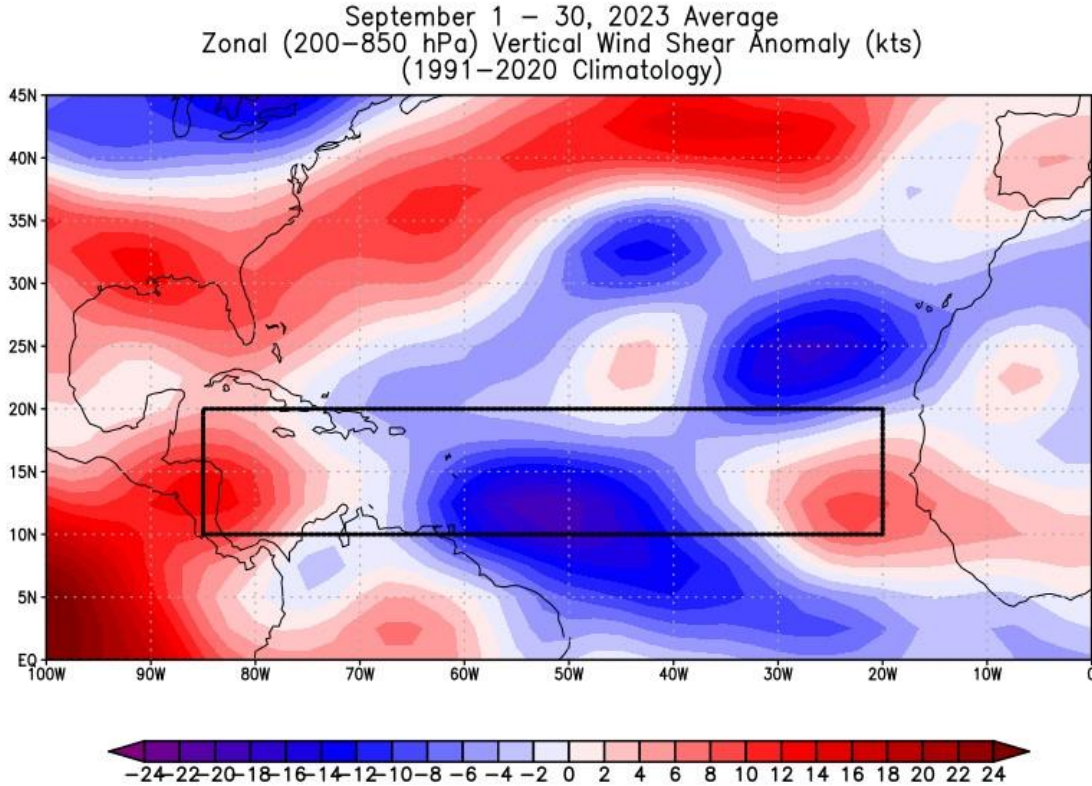 September 1 - 30, 2023 Average
Zonal (200-850 hPa) Vertical Wind Shear Anomaly (kts)
(1991-2020 Climatology)
45N
40N
35N
30N
25N
20N
15N
10N
5N
EQ
100W 90W 80W 70W 60W 50W 40W 30W 20W 10W 0
-24 -22 -20 -18 -16 -14 -12 -10 -8 -6 -4 -2 0 2 4 6 8 10 12 14 16 18 20 22 24